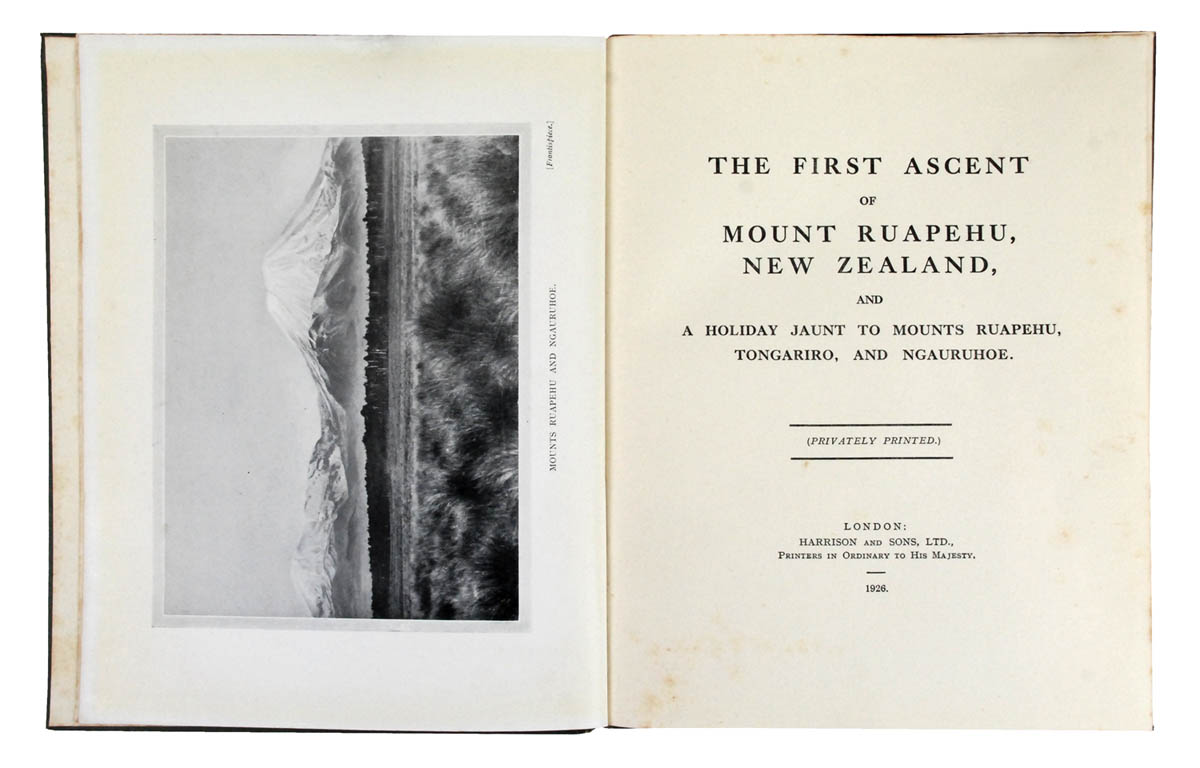 [Frontispiece.]
MOUNTS RUAPEHU AND NGAURUHOE.
THE FIRST ASCENT
OF
MOUNT RUAPEHU,
NEW ZEALAND,
AND
A HOLIDAY JAUNT TO MOUNTS RUAPEHU,
TONGARIRO, AND NGAURUHOE.
(PRIVATELY PRINTED.)
LONDON:
HARRISON AND SONS, LTD.,
PRINTERS IN ORDINARY TO HIS MAJESTY.
1926.